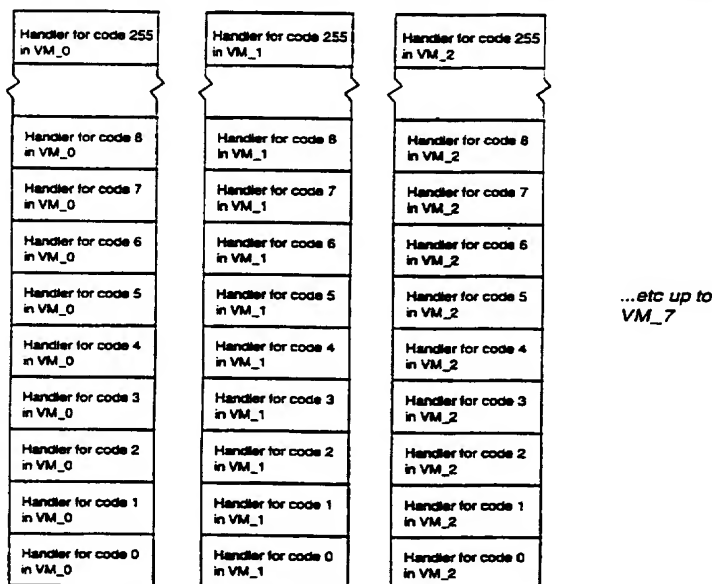 Handler for code 255
in VM_0
Handler for code 8
in VM_0
Handler for code 7
in VM_0
Handler for code 6
in VM_0
Handler for code 5
in VM_0
Handler for code 4
in VM_0
Handler for code 3
in VM_0
Handler for code 2
in VM_0
Handler for code 1
in VM_0
Handler for code 0
in VM_0
Handler for code 255
in VM_1
Handler for code 8
in VM_1
Handler for code 7
in VM_1
Handler for code 6
in VM_1
Handler for code 5
in VM_1
Handler for code 4
in VM_1
Handler for code 3
in VM_1
Handler for code 2
in VM_1
Handler for code 1
in VM_1
Handler for code 0
in VM_1
Handler for code 255
in VM_2
Handler for code 8
in VM_2
Handler for code 7
in VM_2
Handler for code 6
in VM_2
Handler for code 5
in VM_2
Handler for code 4
in VM_2
Handler for code 3
in VM_2
Handler for code 2
in VM_2
Handler for code 1
in VM_2
Handler for code 0
in VM_2
...etc up to
VM_7